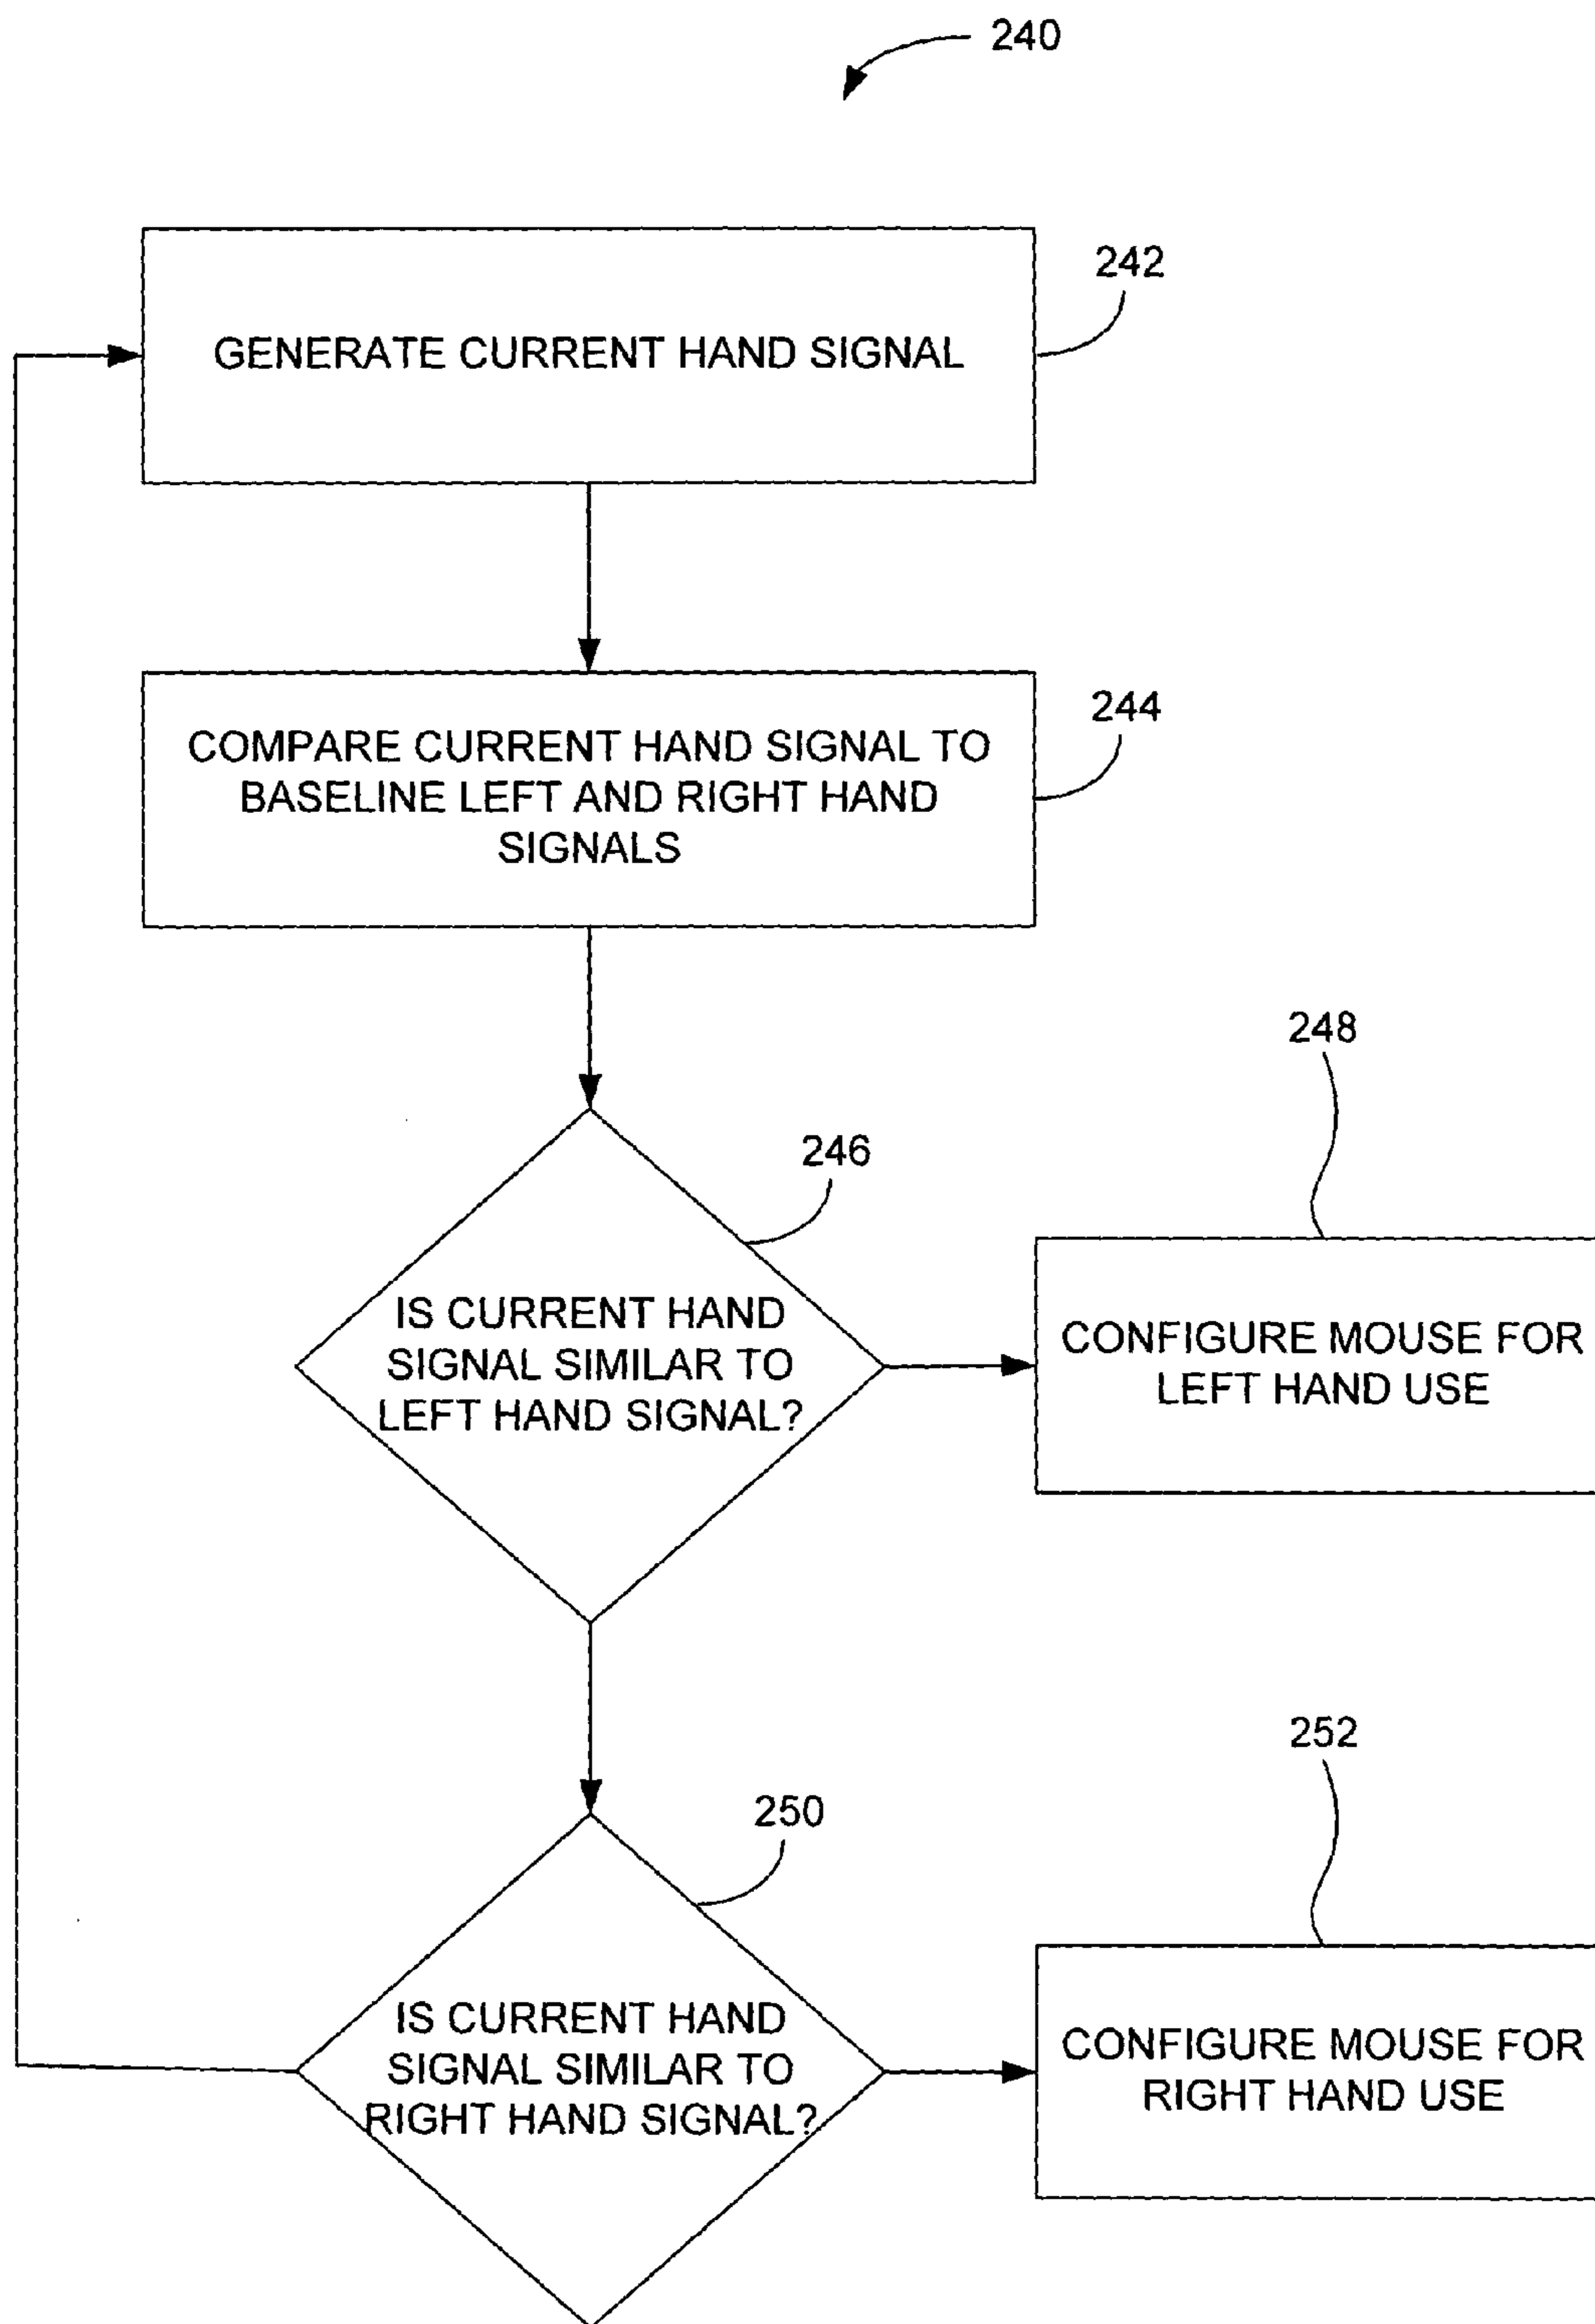 240
242
GENERATE CURRENT HAND SIGNAL
244
COMPARE CURRENT HAND SIGNAL TO
BASELINE LEFT AND RIGHT HAND
SIGNALS
248
246
IS CURRENT HAND
SIGNAL SIMILAR TO
LEFT HAND SIGNAL?
CONFIGURE MOUSE FOR
LEFT HAND USE
252
250
IS CURRENT HAND
SIGNAL SIMILAR TO
RIGHT HAND SIGNAL?
CONFIGURE MOUSE FOR
RIGHT HAND USE